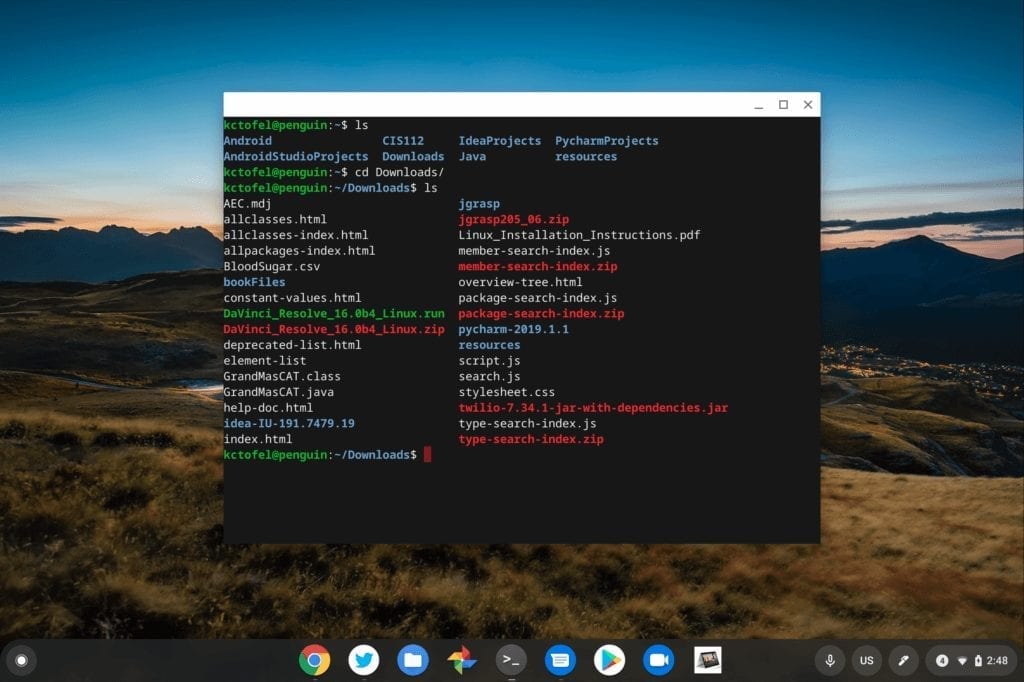 kctofel@penguin:~$ ls
Android CIS112 IdeaProjects PycharmProjects
AndroidStudioProjects Downloads Java resources
kctofel@penguin:~$ cd Downloads/
kctofel@penguin:~/Downloads$ ls
AEC.mdj jgrasp
allclasses.html jgrasp205_06.zip
allclasses-index.html Linux_Installation_Instructions.pdf
allpackages-index.html member-search-index.js
BloodSugar.csv member-search-index.zip
bookFiles overview-tree.html
constant-values.html package-search-index.js
DaVinci_Resolve_16.0b4_Linux.run package-search-index.zip
DaVinci_Resolve_16.0b4_Linux.zip pycharm-2019.1.1
deprecated-list.html resources
element-list script.js
GrandMasCAT.class search.js
GrandMasCAT.java stylesheet.css
help-doc.html twilio-7.34.1-jar-with-dependencies.jar
idea-IU-191.7479.19 type-search-index.js
index.html type-search-index.zip
kctofel@penguin:~/Downloads$
>_ US 4 2:48